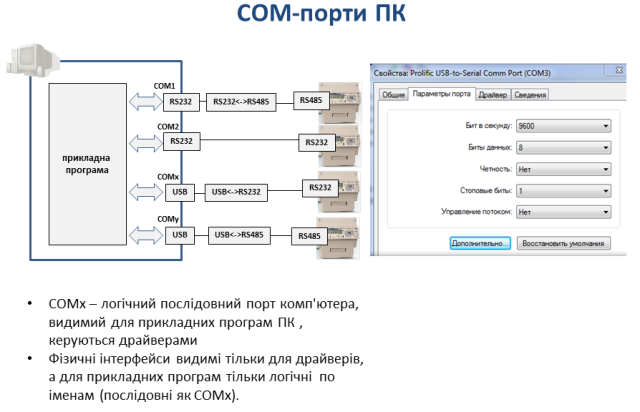 COM-порти ПК
COM1
RS232
RS232<->RS485
RS485
COM2
RS232
RS232
прикладна
програма
COMx
USB
USB<->RS232
RS232
COMy
USB
USB<->RS485
RS485
Свойства: Prolific USB-to-Serial Comm Port (COM3)
Общие
Параметры порта
Драйвер
Сведения
Бит в секунду: 9600
Биты данных: 8
Четность: Нет
Стоповые биты: 1
Управление потоком: Нет
Дополнительно...
Восстановить умолчания
• COMx – логічний послідовний порт комп'ютера,
видимий для прикладних програм ПК ,
керуються драйверами
• Фізичні інтерфейси видимі тільки для драйверів,
а для прикладних програм тільки логічні по
іменам (послідовні як COMx).